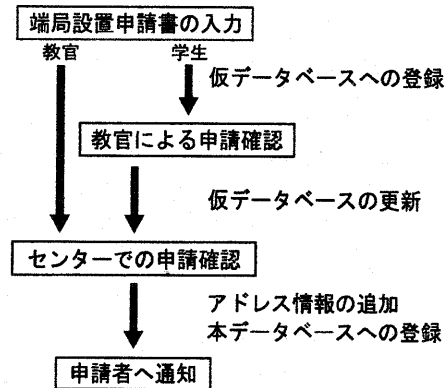 端局設置申請書の入力
教官 学生
仮データベースへの登録
教官による申請確認
仮データベースの更新
センターでの申請確認
アドレス情報の追加
本データベースへの登録
申請者へ通知